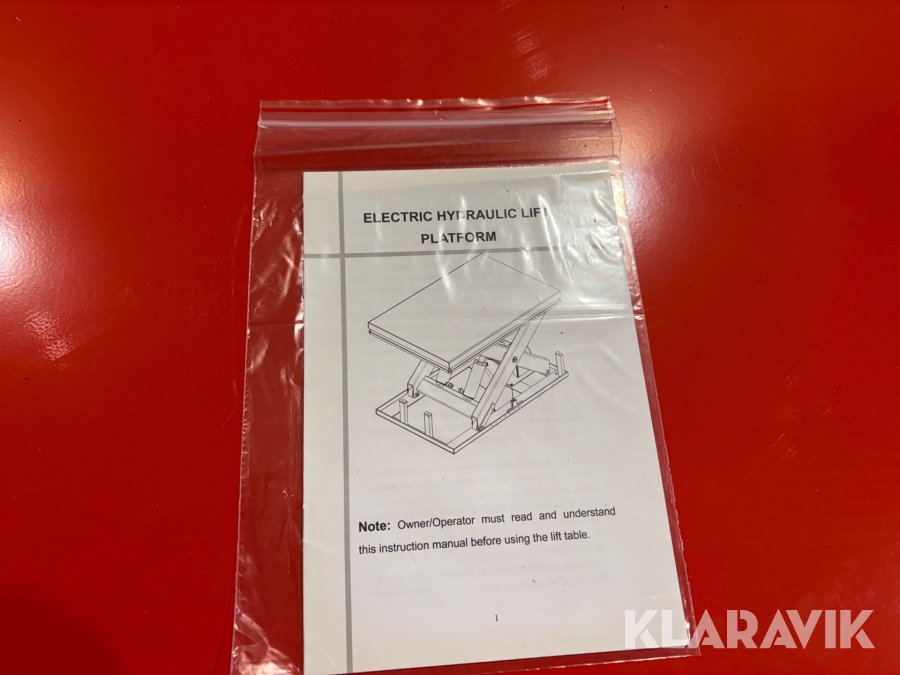 ELECTRIC HYDRAULIC LIFT
PLATFORM
Note: Owner/Operator must read and understand
this instruction manual before using the lift table.
1
KLARAVIK